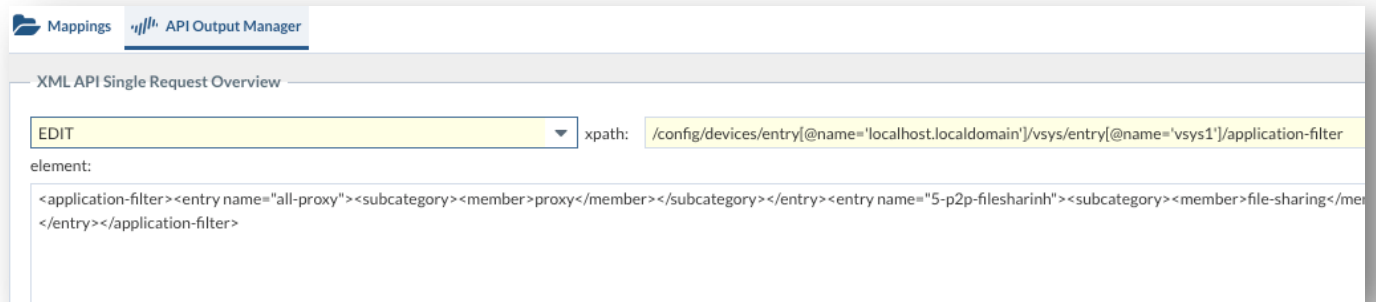 Mappings API Output Manager
XML API Single Request Overview
EDIT xpath: /config/devices/entry[@name='localhost.localdomain']/vsys/entry[@name='vsys1']/application-filter
element:
<application-filter><entry name="all-proxy"><subcategory><member>proxy</member></subcategory></entry><entry name="5-p2p-filesharinh"><subcategory><member>file-sharing</mer
</entry></application-filter>